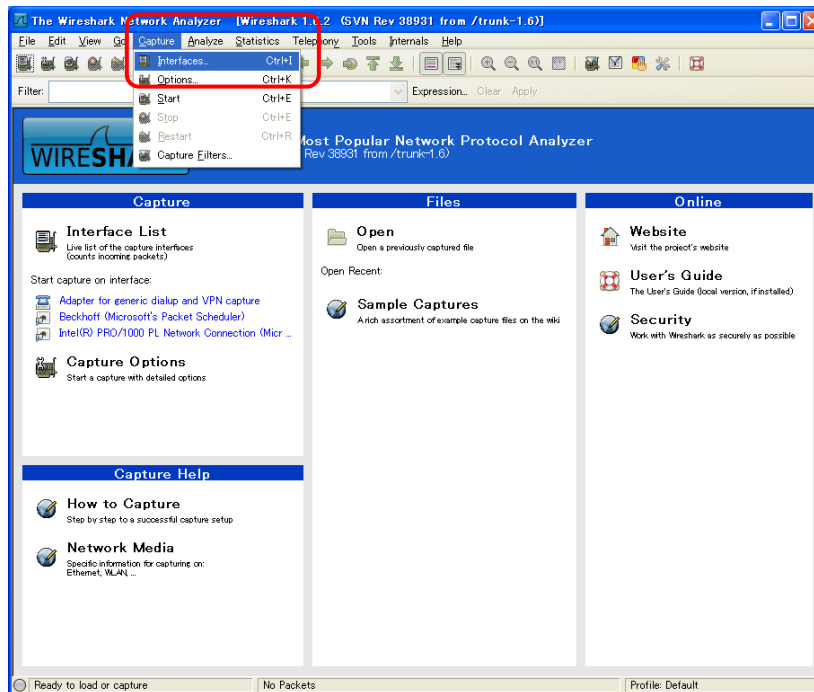 The Wireshark Network Analyzer [Wireshark 1.6.2 (SVN Rev 38931 from /trunk-1.6)]
File Edit View Go Capture Analyze Statistics Telephony Tools Internals Help
Interfaces... Ctrl+I
Options... Ctrl+K
Filter: Expression... Clear Apply
Start Ctrl+E
Stop Ctrl+E
Restart Ctrl+R
Capture Filters...
WIRESHA
Most Popular Network Protocol Analyzer
Rev 38931 from /trunk-1.6)
Capture
Interface List
Live list of the capture interfaces
(counts incoming packets)
Start capture on interface:
Adapter for generic dialup and VPN capture
Beckhoff (Microsoft's Packet Scheduler)
Intel(R) PRO/1000 PL Network Connection (Micr ...
Capture Options
Start a capture with detailed options
Capture Help
How to Capture
Step by step to a successful capture setup
Network Media
Specific information for capturing on:
Ethernet, WLAN, ...
Files
Open
Open a previously captured file
Open Recent:
Sample Captures
A rich assortment of example capture files on the wiki
Online
Website
Visit the project's website
User's Guide
The User's Guide (local version, if installed)
Security
Work with Wireshark as securely as possible
Ready to load or capture
No Packets
Profile: Default